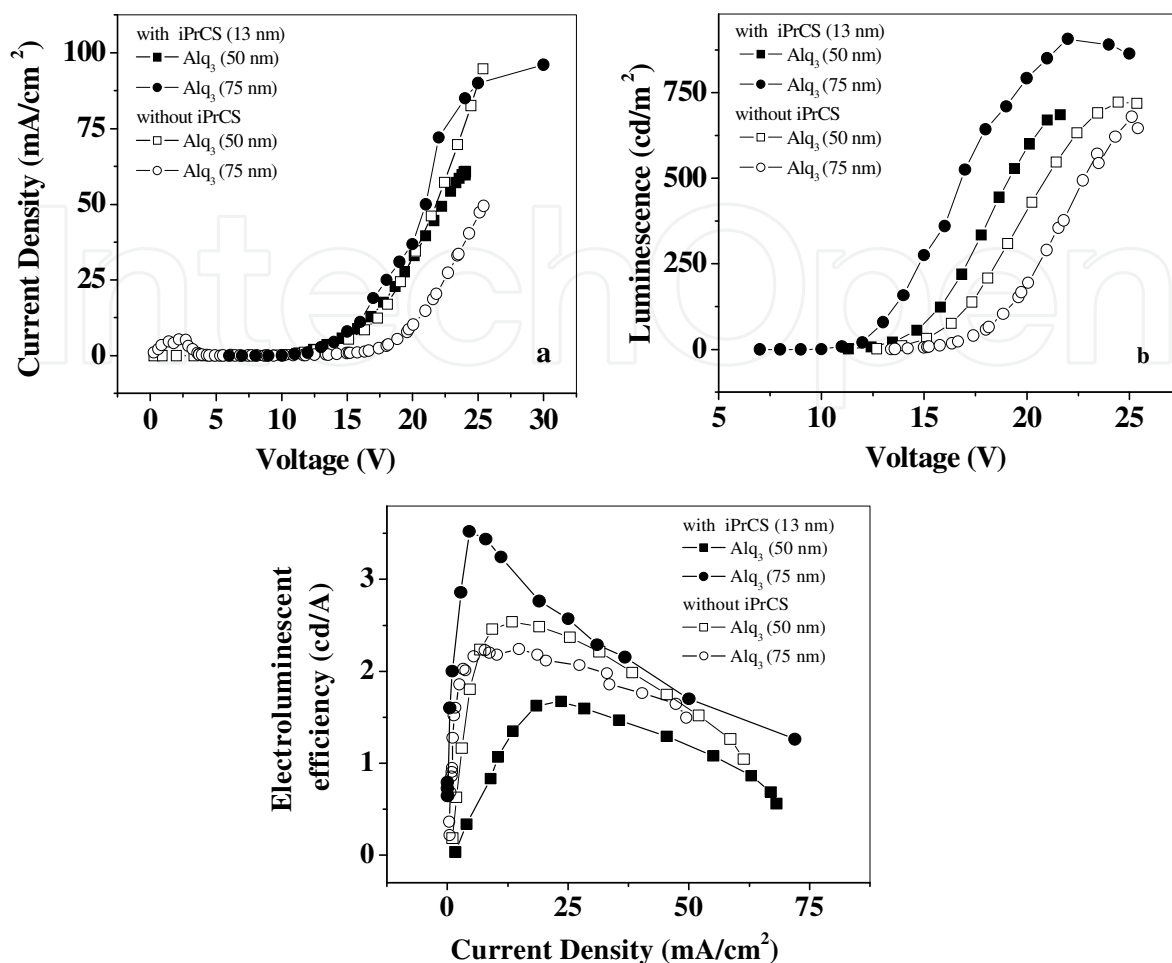 with iPrCS (13 nm)
Alq₃ (50 nm)
Alq₃ (75 nm)
without iPrCS
Alq₃ (50 nm)
Alq₃ (75 nm)
100
75
50
25
0
Current Density (mA/cm²)
0 5 10 15 20 25 30
Voltage (V)
a
with iPrCS (13 nm)
Alq₃ (50 nm)
Alq₃ (75 nm)
without iPrCS
Alq₃ (50 nm)
Alq₃ (75 nm)
750
500
250
0
Luminescence (cd/m²)
5 10 15 20 25
Voltage (V)
b
IntechOpen
with iPrCS (13 nm)
Alq₃ (50 nm)
Alq₃ (75 nm)
without iPrCS
Alq₃ (50 nm)
Alq₃ (75 nm)
3
2
1
0
Electroluminescent
efficiency (cd/A)
0 25 50 75
Current Density (mA/cm²)